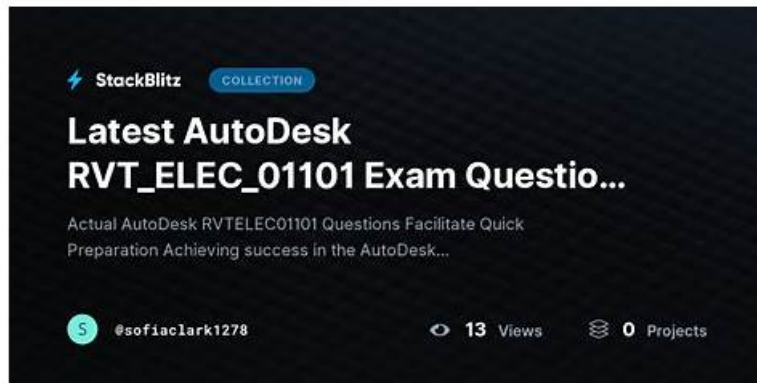 StackBlitz COLLECTION
Latest AutoDesk
RVT_ELEC_01101 Exam Questio...
Actual AutoDesk RVTELEC01101 Questions Facilitate Quick
Preparation Achieving success in the AutoDesk...
S @sofiaclark1278 13 Views 0 Projects